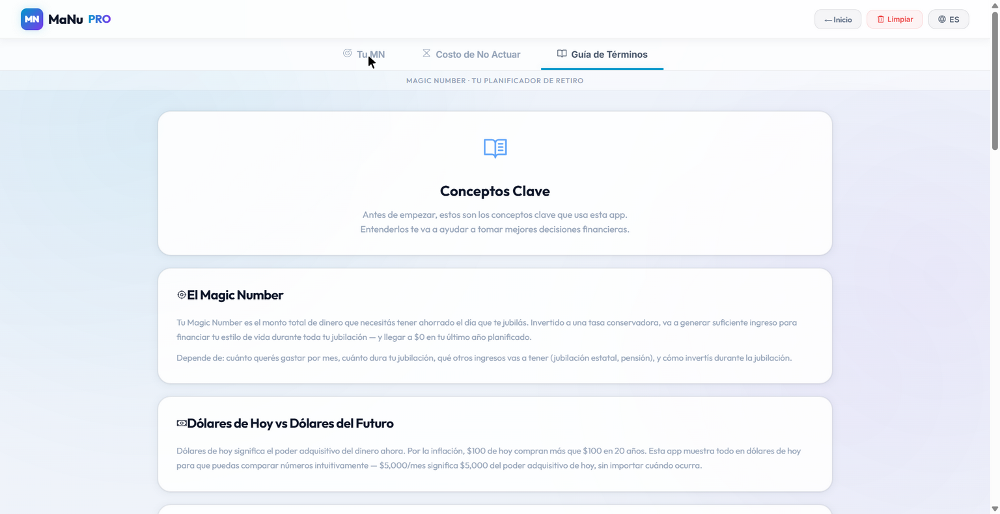 MN MaNu PRO
← Inicio
Limpiar
ES
Tu MN
Costo de No Actuar
Guía de Términos
MAGIC NUMBER · TU PLANIFICADOR DE RETIRO
Conceptos Clave
Antes de empezar, estos son los conceptos clave que usa esta app.
Entenderlos te va a ayudar a tomar mejores decisiones financieras.
El Magic Number
Tu Magic Number es el monto total de dinero que necesitás tener ahorrado el día que te jubilás. Invertido a una tasa conservadora, va a generar suficiente ingreso para
financiar tu estilo de vida durante toda tu jubilación — y llegar a $0 en tu último año planificado.
Depende de: cuánto querés gastar por mes, cuánto dura tu jubilación, qué otros ingresos vas a tener (jubilación estatal, pensión), y cómo invertís durante la jubilación.
Dólares de Hoy vs Dólares del Futuro
Dólares de hoy significa el poder adquisitivo del dinero ahora. Por la inflación, $100 de hoy compran más que $100 en 20 años. Esta app muestra todo en dólares de hoy
para que puedas comparar números intuitivamente — $5,000/mes significa $5,000 del poder adquisitivo de hoy, sin importar cuándo ocurra.